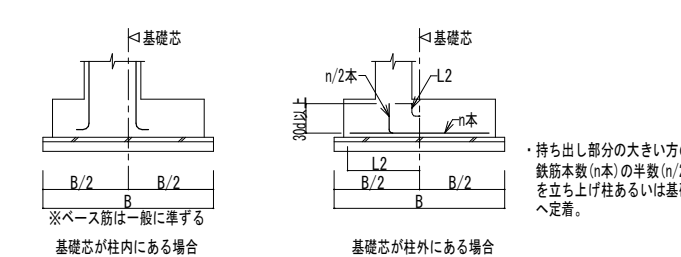 基礎芯
B/2
B/2
B
※ベース筋は一般に準ずる
基礎芯が柱内にある場合
基礎芯
n/2本
L2
n本
30d以上
L2
B/2
B/2
B
基礎芯が柱外にある場合
・持ち出し部分の大きい方の
鉄筋本数(n本)の半数(n/2
を立ち上げ柱あるいは基礎
へ定着。